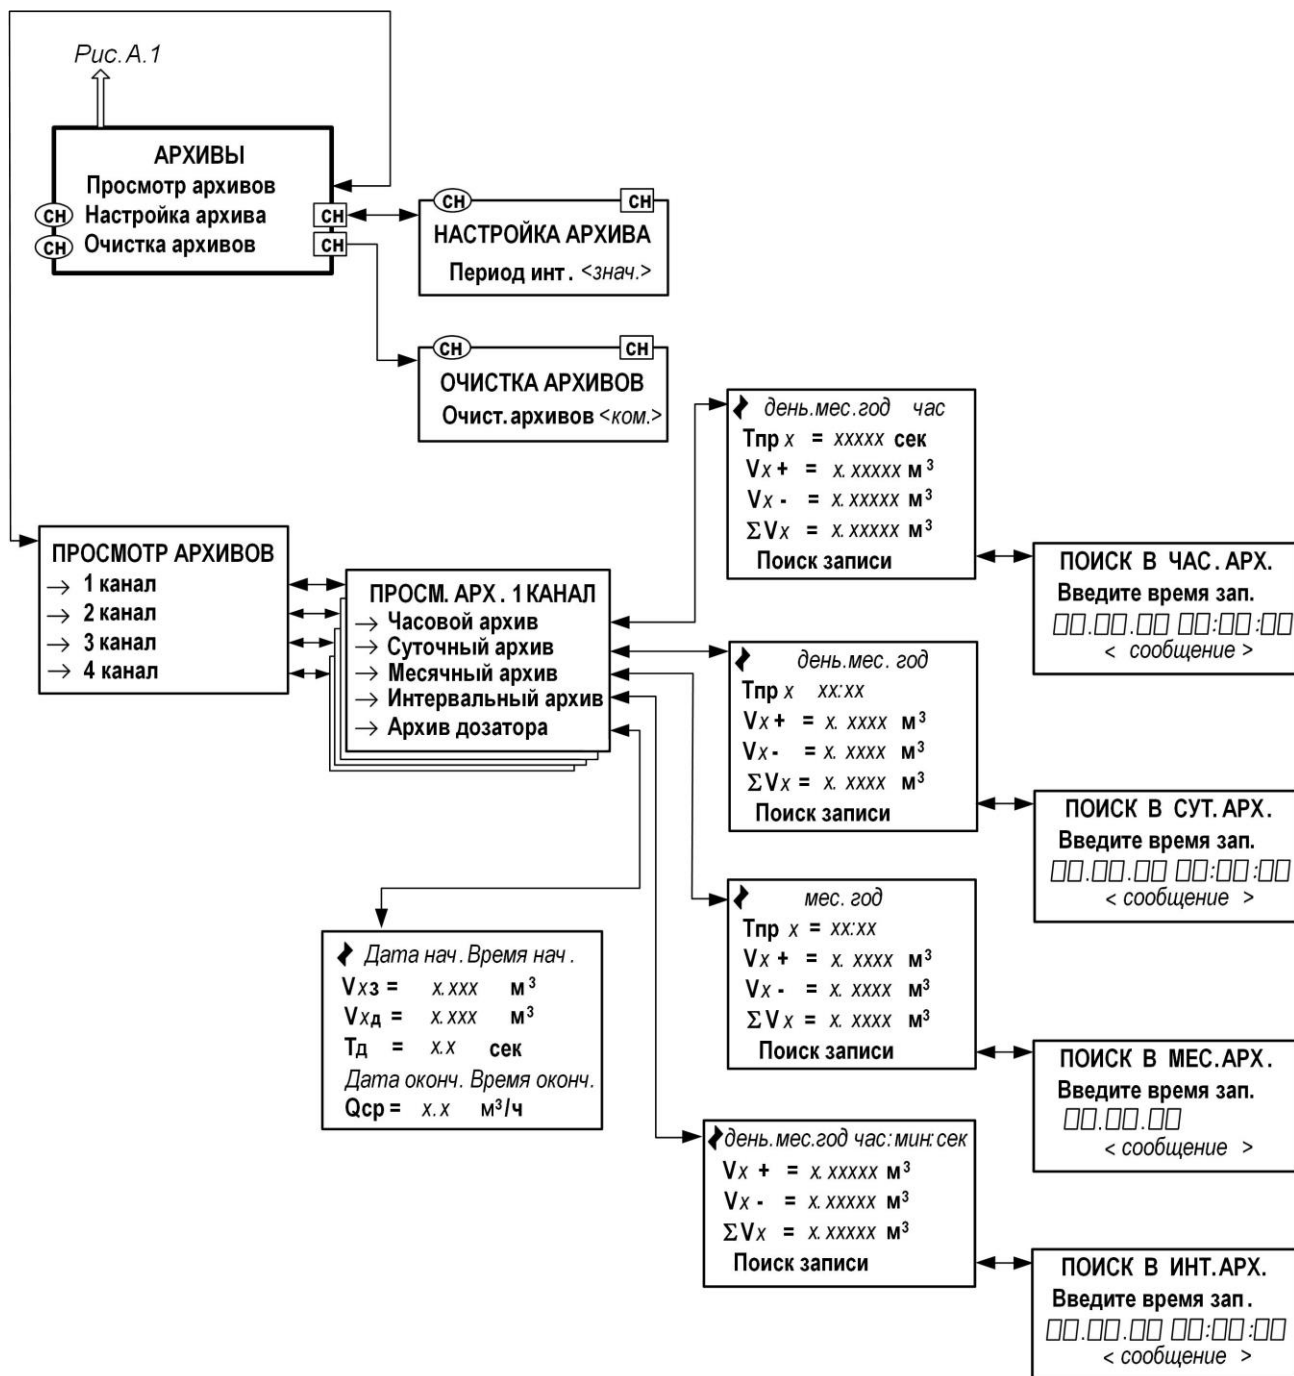 Рис.А.1
АРХИВЫ
Просмотр архивов
СН Настройка архива СН
СН Очистка архивов СН
СН СН
НАСТРОЙКА АРХИВА
Период инт. <знач.>
СН СН
ОЧИСТКА АРХИВОВ
Очист.архивов <ком.>
ПРОСМОТР АРХИВОВ
→ 1 канал
→ 2 канал
→ 3 канал
→ 4 канал
ПРОСМ. АРХ. 1 КАНАЛ
→ Часовой архив
→ Суточный архив
→ Месячный архив
→ Интервальный архив
→ Архив дозатора
день.мес.год час
Tпр x = xxxxx сек
Vx + = x.xxxxx м³
Vx - = x.xxxxx м³
ΣVx = x.xxxxx м³
Поиск записи
ПОИСК В ЧАС. АРХ.
Введите время зап.
□□.□□.□□ □□:□□:□□
< сообщение >
день.мес. год
Tпр x xx:xx
Vx + = x. xxxx м³
Vx - = x. xxxx м³
ΣVx = x. xxxx м³
Поиск записи
ПОИСК В СУТ. АРХ.
Введите время зап.
□□.□□.□□ □□:□□:□□
< сообщение >
мес. год
Tпр x = xx:xx
Vx + = x. xxxx м³
Vx - = x. xxxx м³
ΣVx = x. xxxx м³
Поиск записи
ПОИСК В МЕС.АРХ.
Введите время зап.
□□.□□.□□
< сообщение >
Дата нач. Время нач.
Vxз = x.xxx м³
Vxд = x.xxx м³
Tд = x.x сек
Дата оконч. Время оконч.
Qср = x.x м³/ч
день.мес.год час:мин:сек
Vx + = x.xxxxx м³
Vx - = x.xxxxx м³
ΣVx = x.xxxxx м³
Поиск записи
ПОИСК В ИНТ.АРХ.
Введите время зап.
□□.□□.□□ □□:□□:□□
< сообщение >